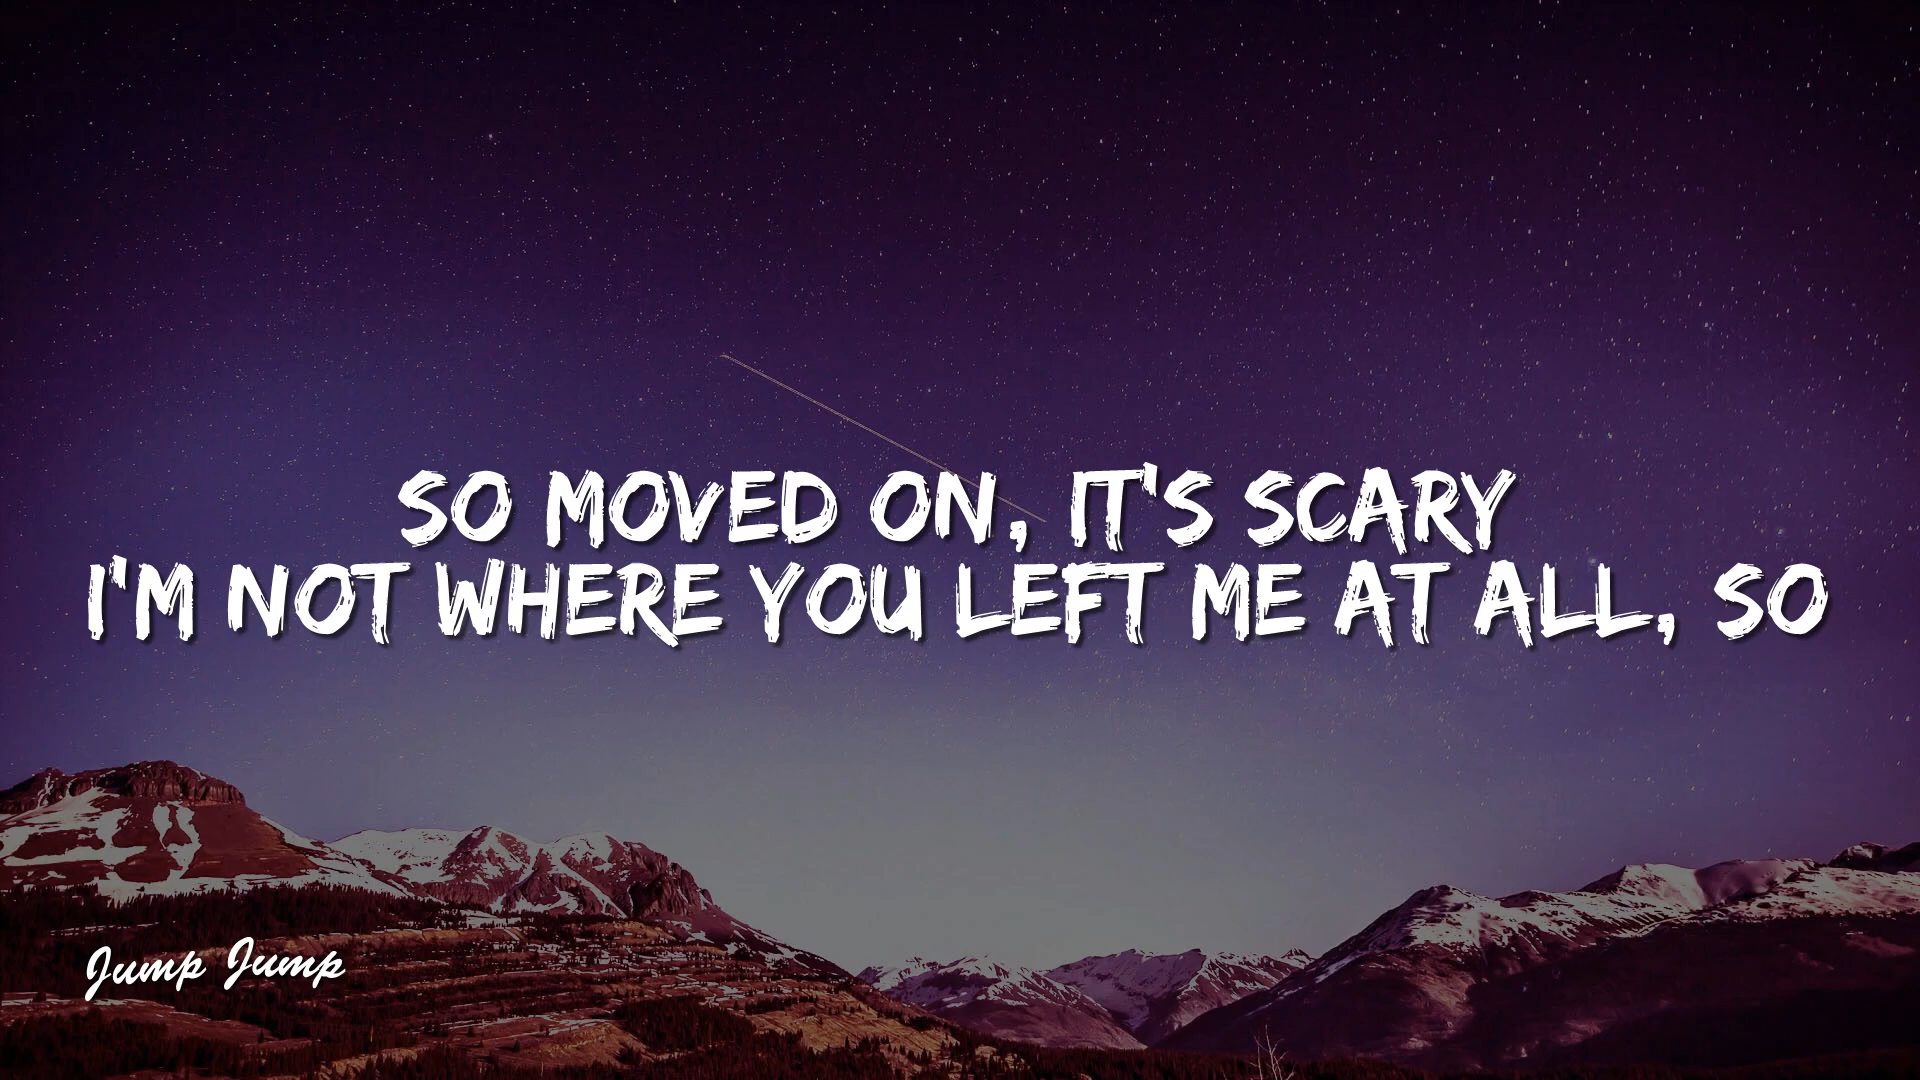 SO MOVED ON, IT'S SCARY
I'M NOT WHERE YOU LEFT ME AT ALL, SO
Jump Jump